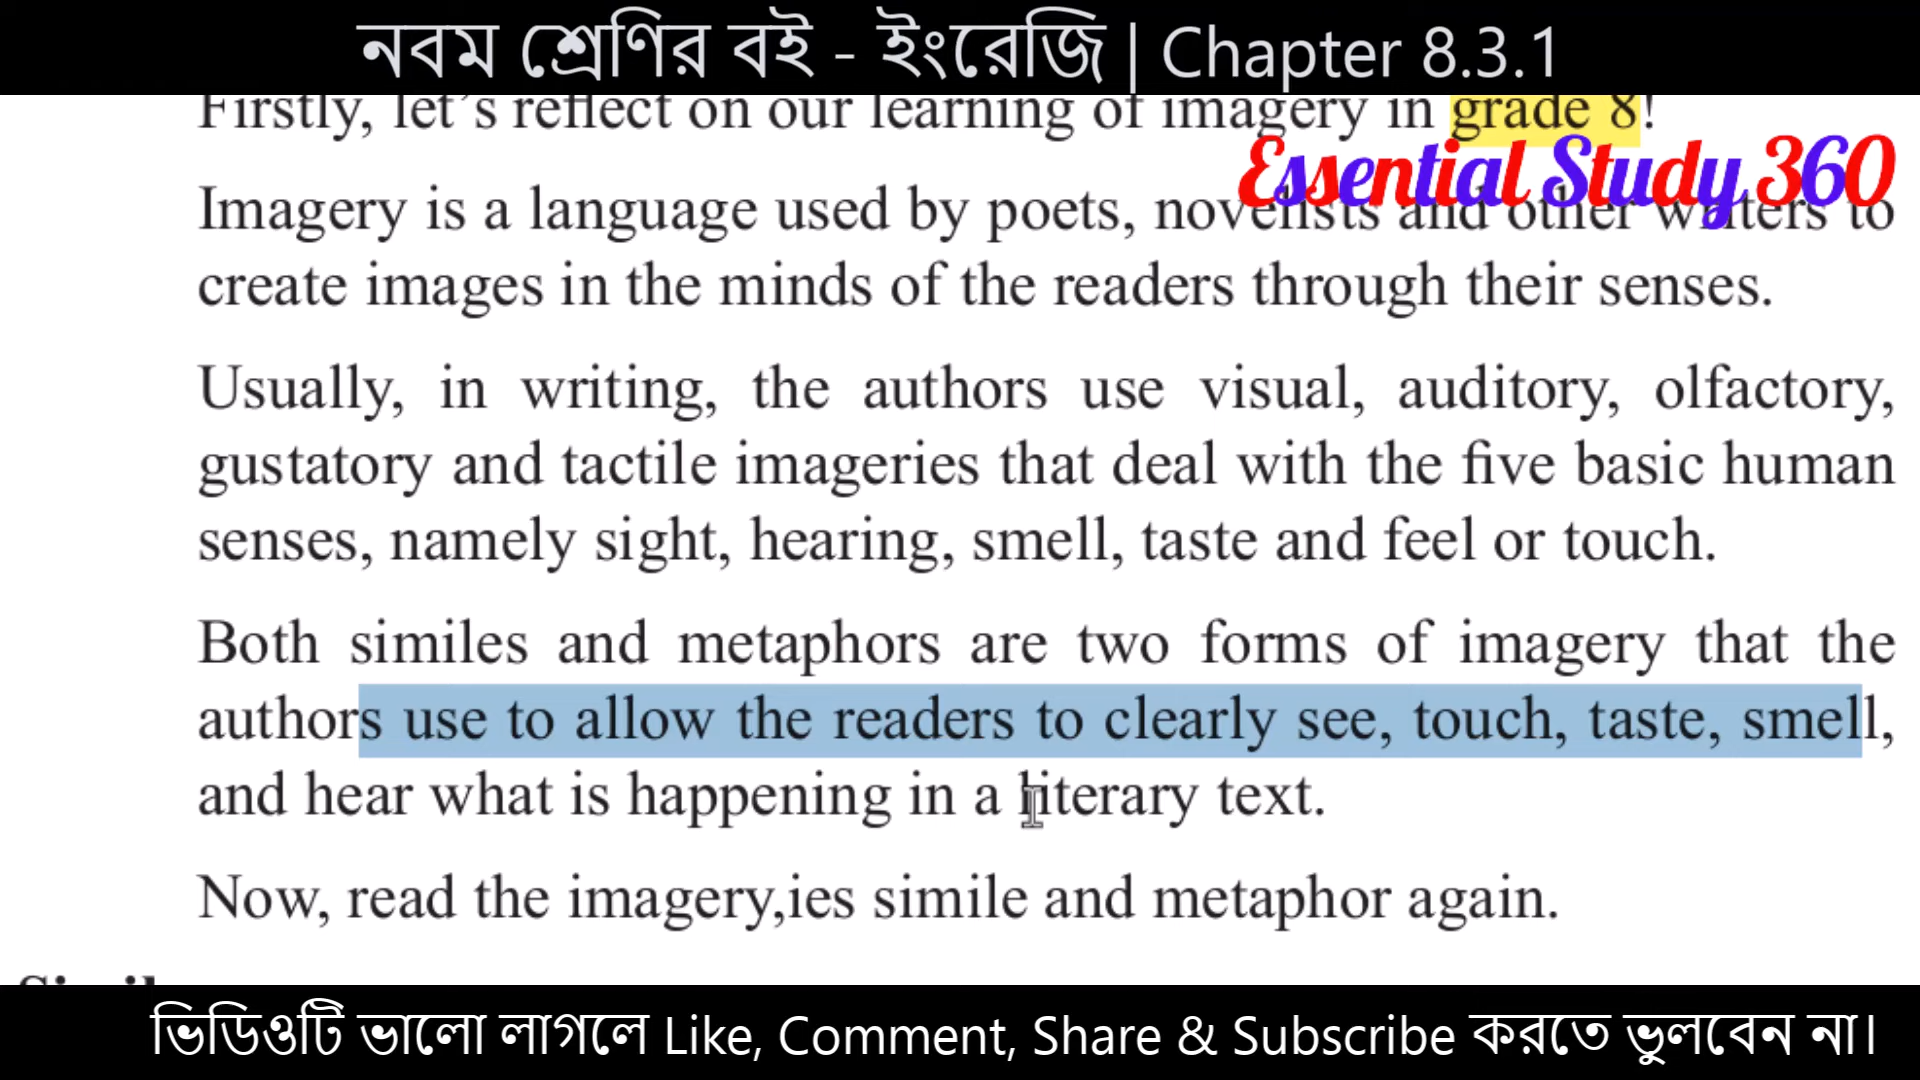 নবম শ্রেণির বই - ইংরেজি | Chapter 8.3.1
Firstly, let's reflect on our learning of imagery in grade 8!
Essential Study 360
Imagery is a language used by poets, novelists and other writers to
create images in the minds of the readers through their senses.
Usually, in writing, the authors use visual, auditory, olfactory,
gustatory and tactile imageries that deal with the five basic human
senses, namely sight, hearing, smell, taste and feel or touch.
Both similes and metaphors are two forms of imagery that the
authors use to allow the readers to clearly see, touch, taste, smell,
and hear what is happening in a literary text.
Now, read the imagery,ies simile and metaphor again.
ভিডিওটি ভালো লাগলে Like, Comment, Share & Subscribe করতে ভুলবেন না।